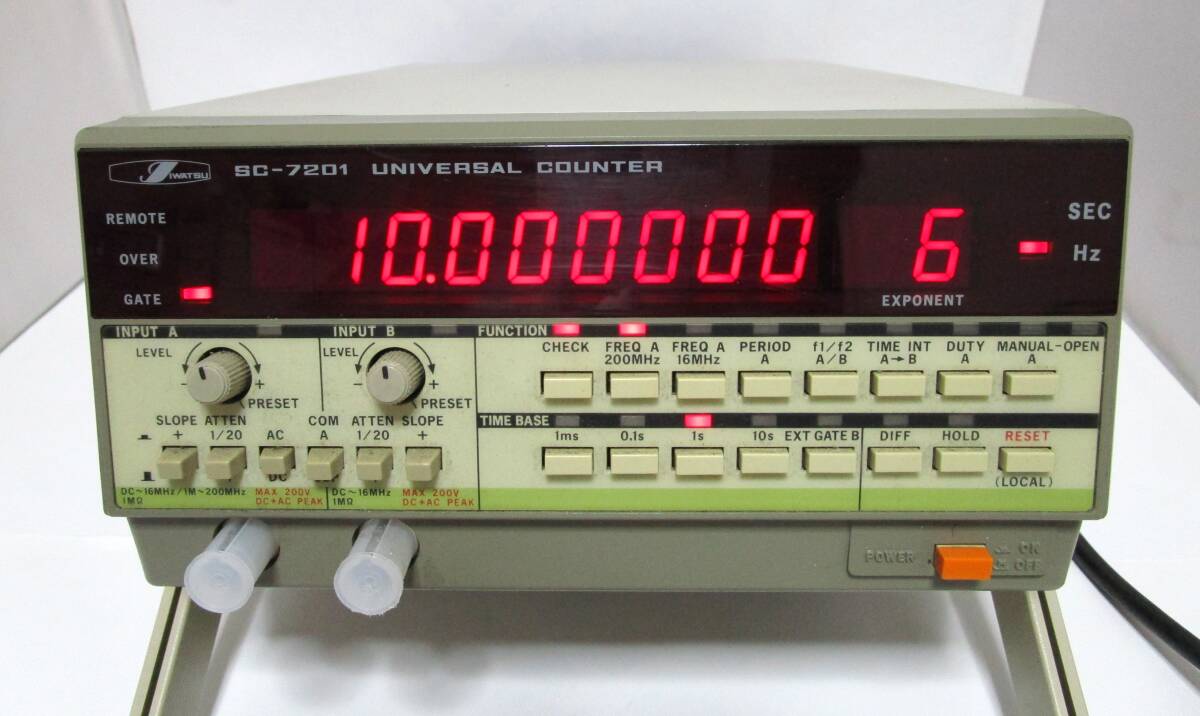 IWATSU SC-7201 UNIVERSAL COUNTER
REMOTE
OVER
GATE
10.000000 6
EXPONENT
SEC
Hz
INPUT A INPUT B FUNCTION
LEVEL LEVEL
- + - +
PRESET PRESET
CHECK FREQ A 200MHz FREQ A 16MHz PERIOD A f1/f2 A/B TIME INT A→B DUTY A MANUAL-OPEN A
TIME BASE
1ms 0.1s 1s 10s EXT GATE B DIFF HOLD RESET
(LOCAL)
SLOPE + ATTEN 1/20 AC COM A ATTEN 1/20 SLOPE +
DC
DC~16MHz/1M~200MHz 1MΩ MAX 200V DC+AC PEAK
DC~16MHz 1MΩ MAX 200V DC+AC PEAK
POWER ON
OFF